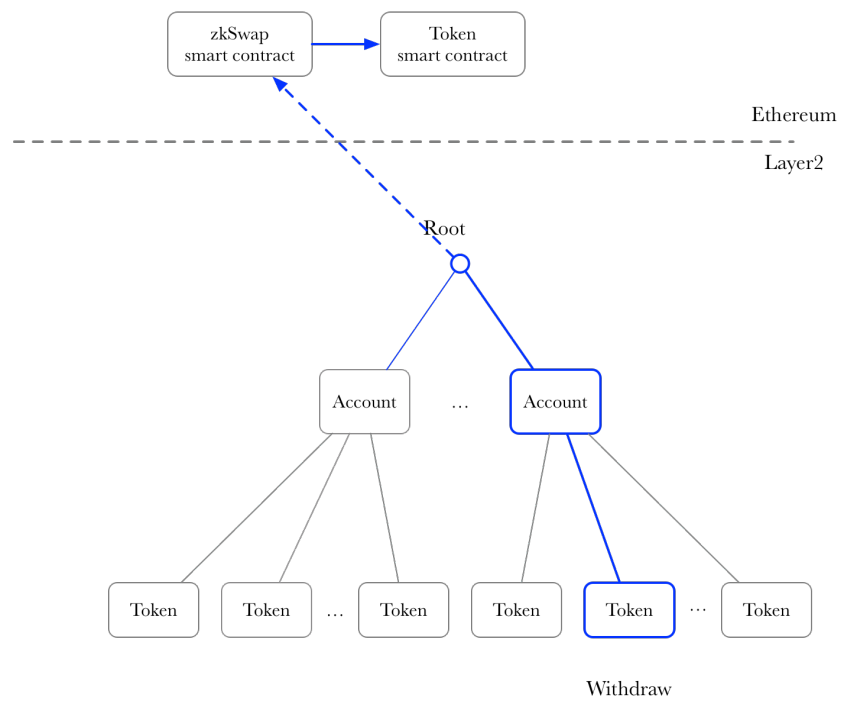 zkSwap
smart contract
Token
smart contract
Ethereum
Layer2
Root
Account
...
Account
Token
Token
...
Token
Token
Token
...
Token
Withdraw